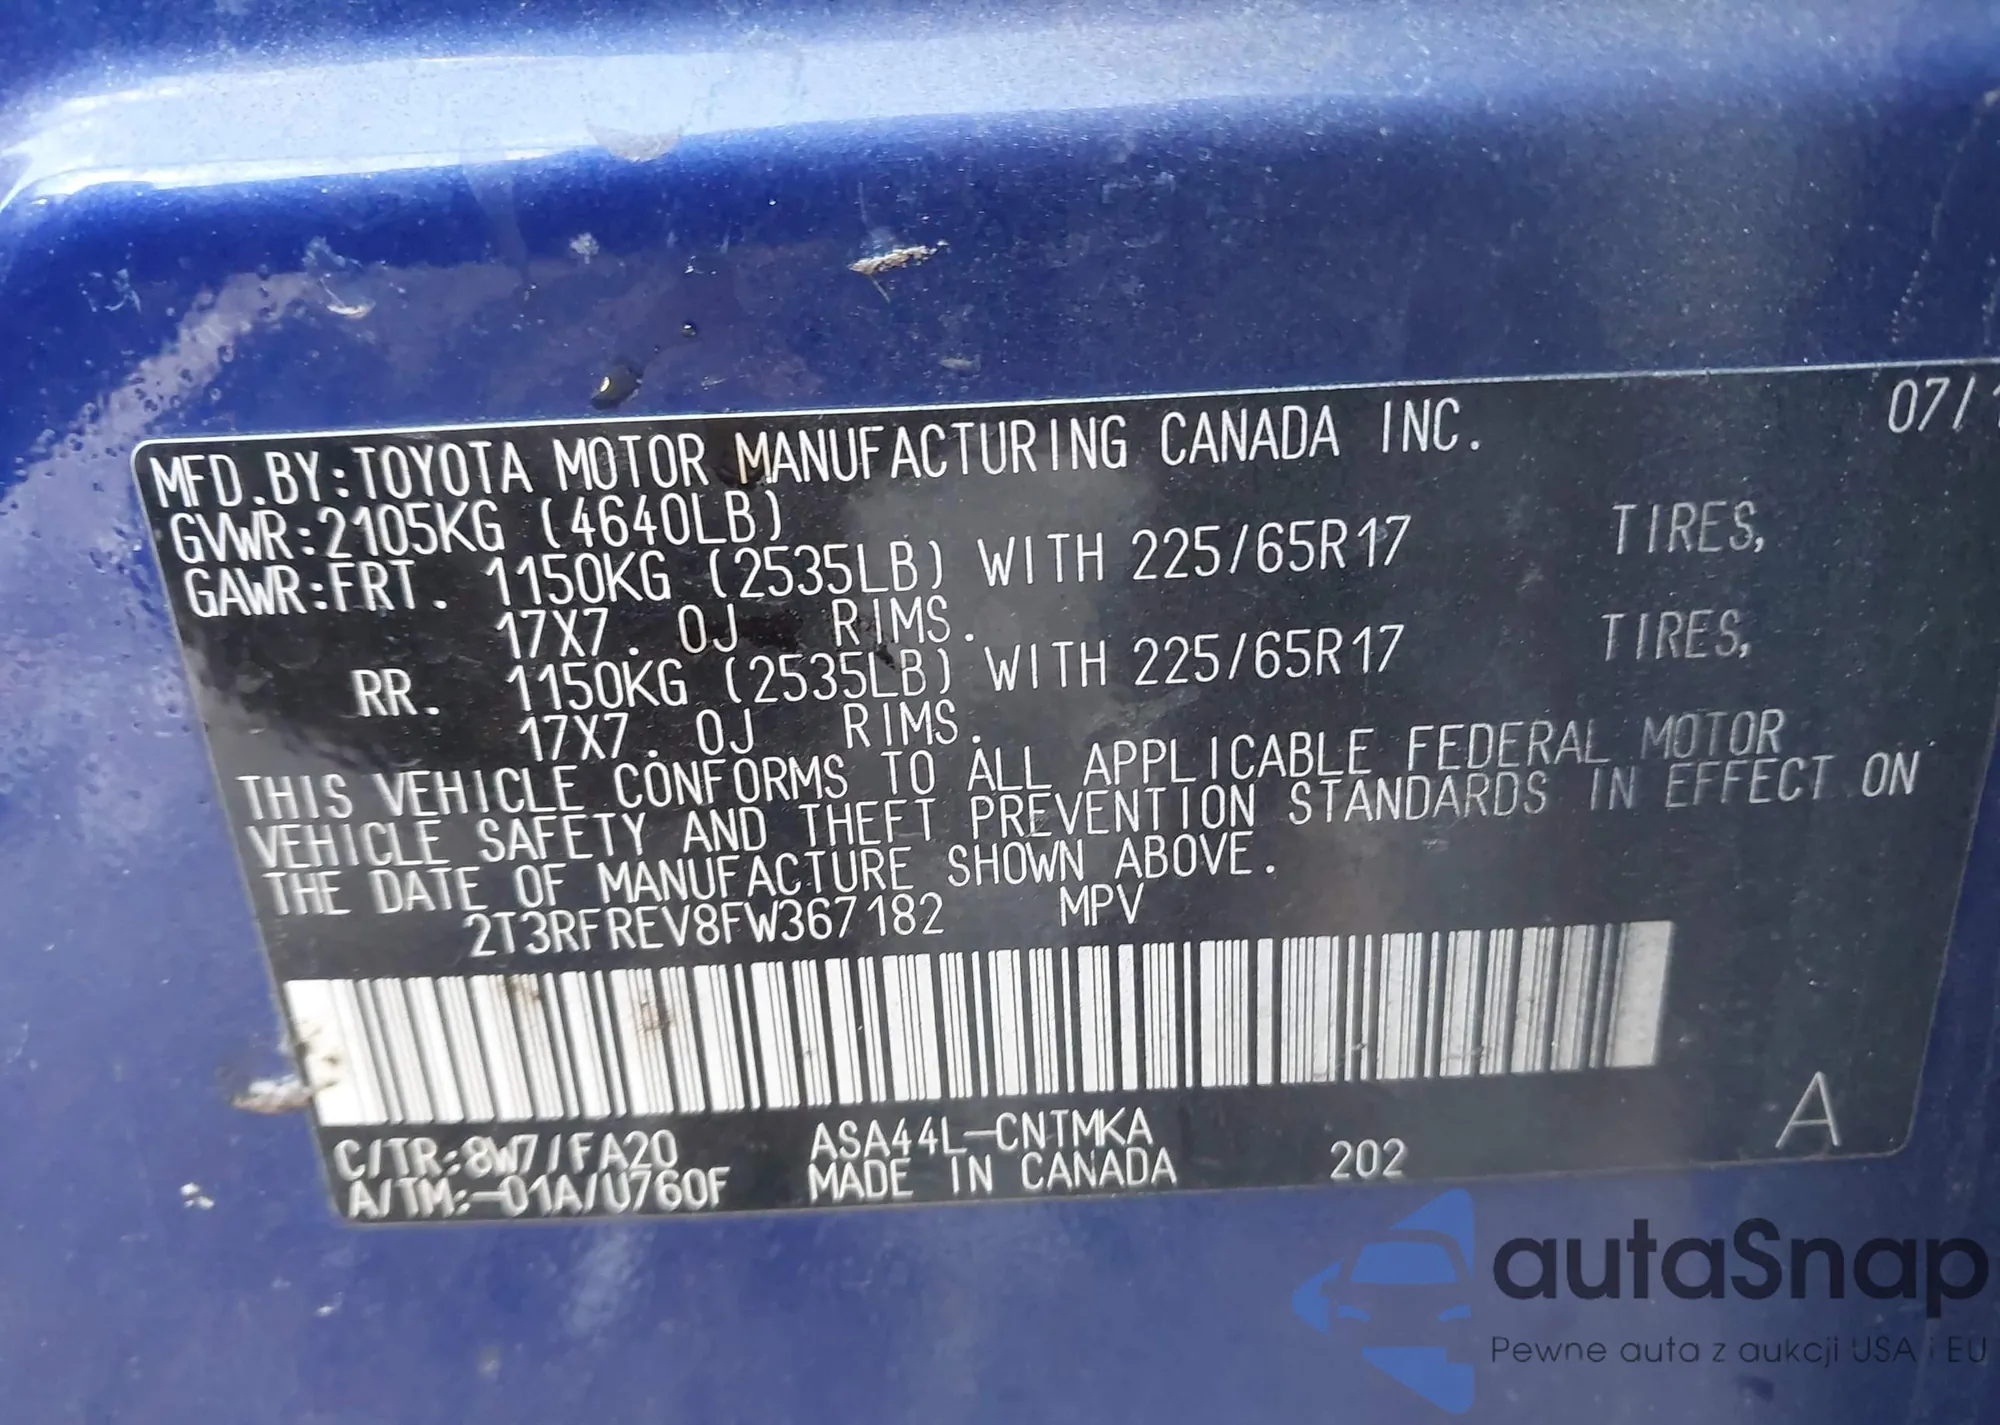 07/1
MFD.BY:TOYOTA MOTOR MANUFACTURING CANADA INC.
GVWR:2105KG (4640LB)
GAWR:FRT. 1150KG (2535LB) WITH 225/65R17 TIRES,
17X7.0J RIMS.
RR. 1150KG (2535LB) WITH 225/65R17 TIRES,
17X7.0J RIMS.
THIS VEHICLE CONFORMS TO ALL APPLICABLE FEDERAL MOTOR
VEHICLE SAFETY AND THEFT PREVENTION STANDARDS IN EFFECT ON
THE DATE OF MANUFACTURE SHOWN ABOVE.
2T3RFREV8FW367182 MPV
C/TR:8W7/FA20 ASA44L-CNTMKA
A/TM:-01A/U760F MADE IN CANADA 202 A
autaSnap
Pewne auta z aukcji USA i EU